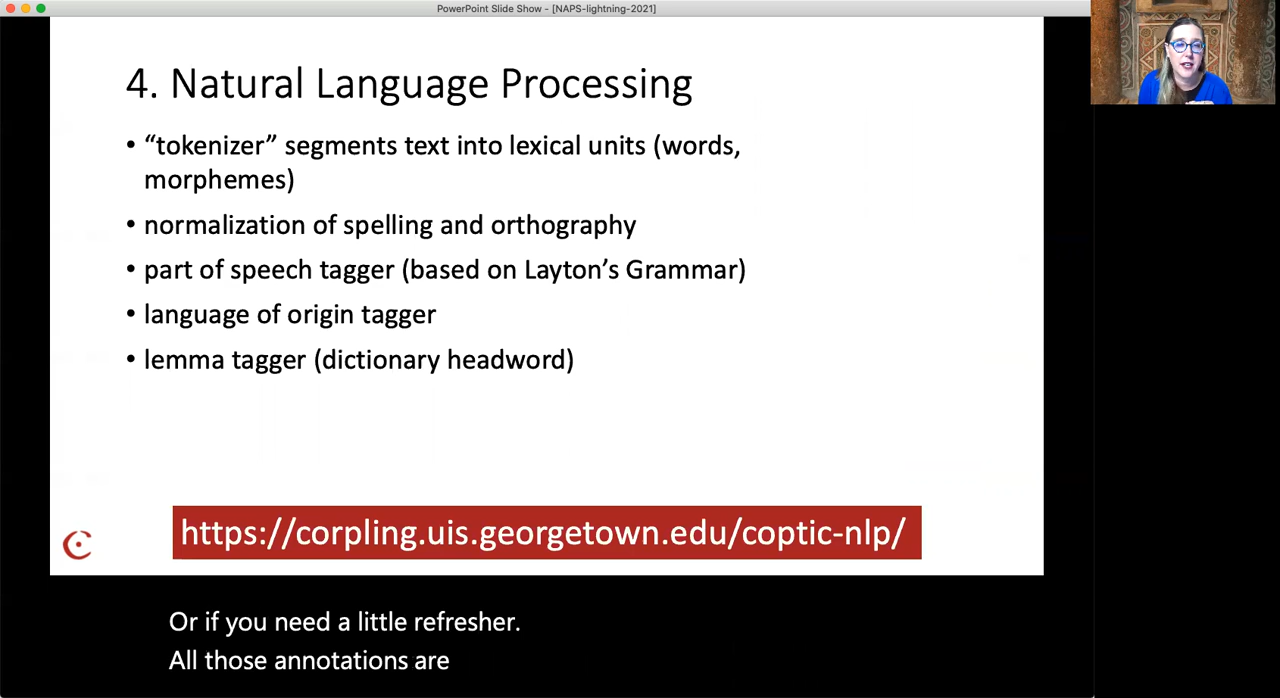 PowerPoint Slide Show - [NAPS-lightning-2021]
4. Natural Language Processing
• “tokenizer” segments text into lexical units (words,
morphemes)
• normalization of spelling and orthography
• part of speech tagger (based on Layton’s Grammar)
• language of origin tagger
• lemma tagger (dictionary headword)
https://corpling.uis.georgetown.edu/coptic-nlp/
Or if you need a little refresher.
All those annotations are